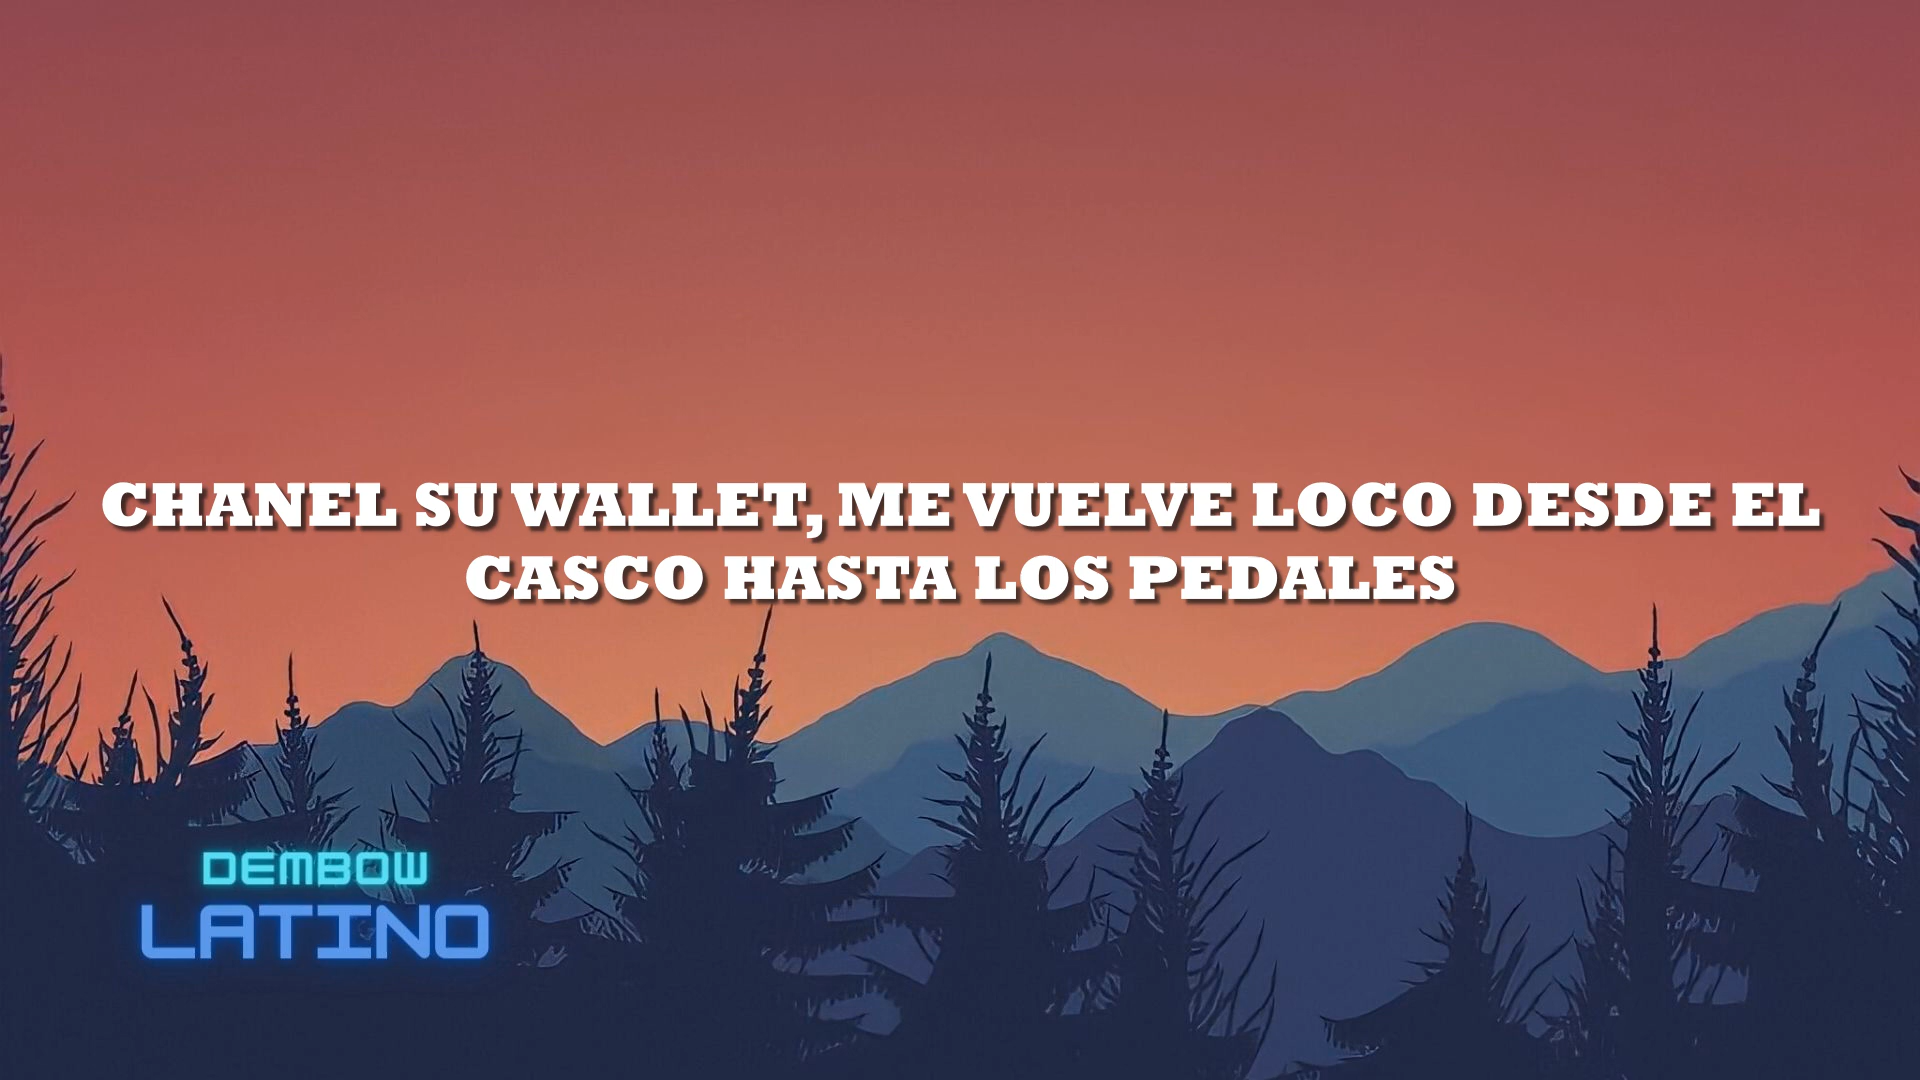 CHANEL SU WALLET, ME VUELVE LOCO DESDE EL
CASCO HASTA LOS PEDALES
DEMBOW
LATINO